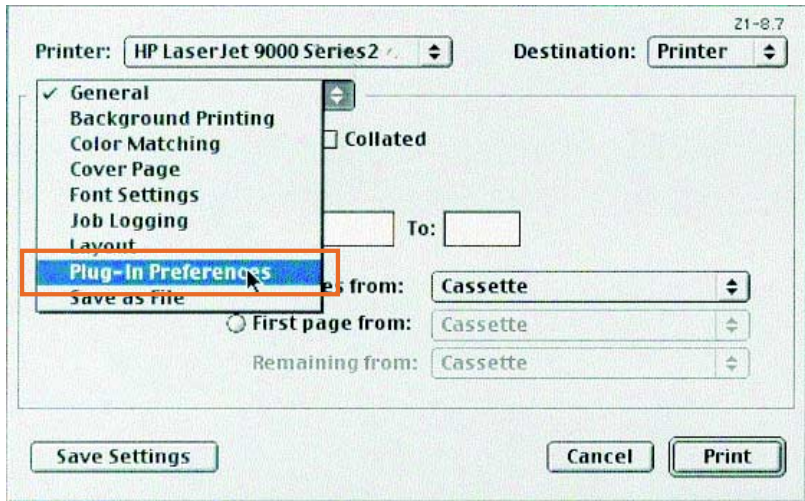 Z1-8.7
Printer: HP LaserJet 9000 Series2 Destination: Printer
✓ General
Background Printing
Color Matching Collated
Cover Page
Font Settings
Job Logging To:
Layout
Plug-In Preferences es from: Cassette
Save as File
First page from: Cassette
Remaining from: Cassette
Save Settings Cancel Print